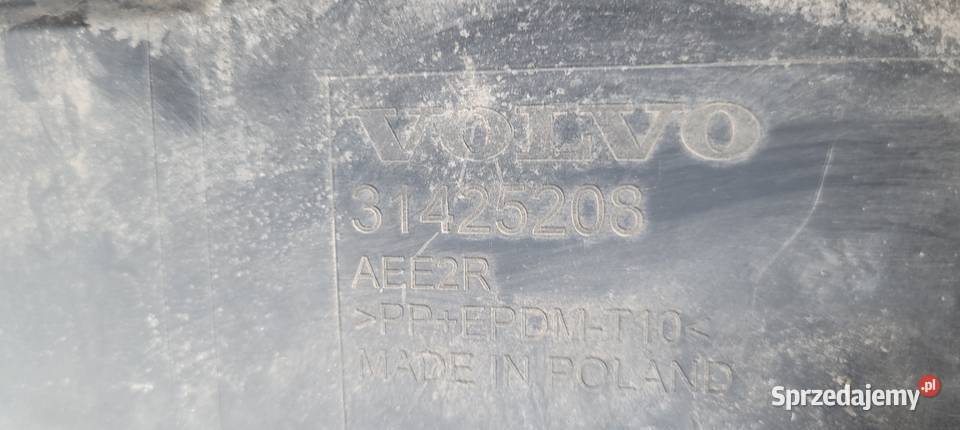 VOLVO
31425208
AEE2R
>PP+EPDM-T10<
MADE IN POLAND
Sprzedajemy.pl